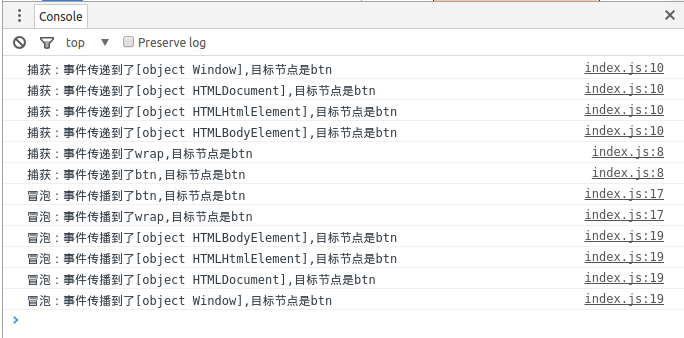 Console
top Preserve log
捕获：事件传递到了[object Window],目标节点是btn index.js:10
捕获：事件传递到了[object HTMLDocument],目标节点是btn index.js:10
捕获：事件传递到了[object HTMLHtmlElement],目标节点是btn index.js:10
捕获：事件传递到了[object HTMLBodyElement],目标节点是btn index.js:10
捕获：事件传递到了wrap,目标节点是btn index.js:8
捕获：事件传递到了btn,目标节点是btn index.js:8
冒泡：事件传播到了btn,目标节点是btn index.js:17
冒泡：事件传播到了wrap,目标节点是btn index.js:17
冒泡：事件传播到了[object HTMLBodyElement],目标节点是btn index.js:19
冒泡：事件传播到了[object HTMLHtmlElement],目标节点是btn index.js:19
冒泡：事件传播到了[object HTMLDocument],目标节点是btn index.js:19
冒泡：事件传播到了[object Window],目标节点是btn index.js:19